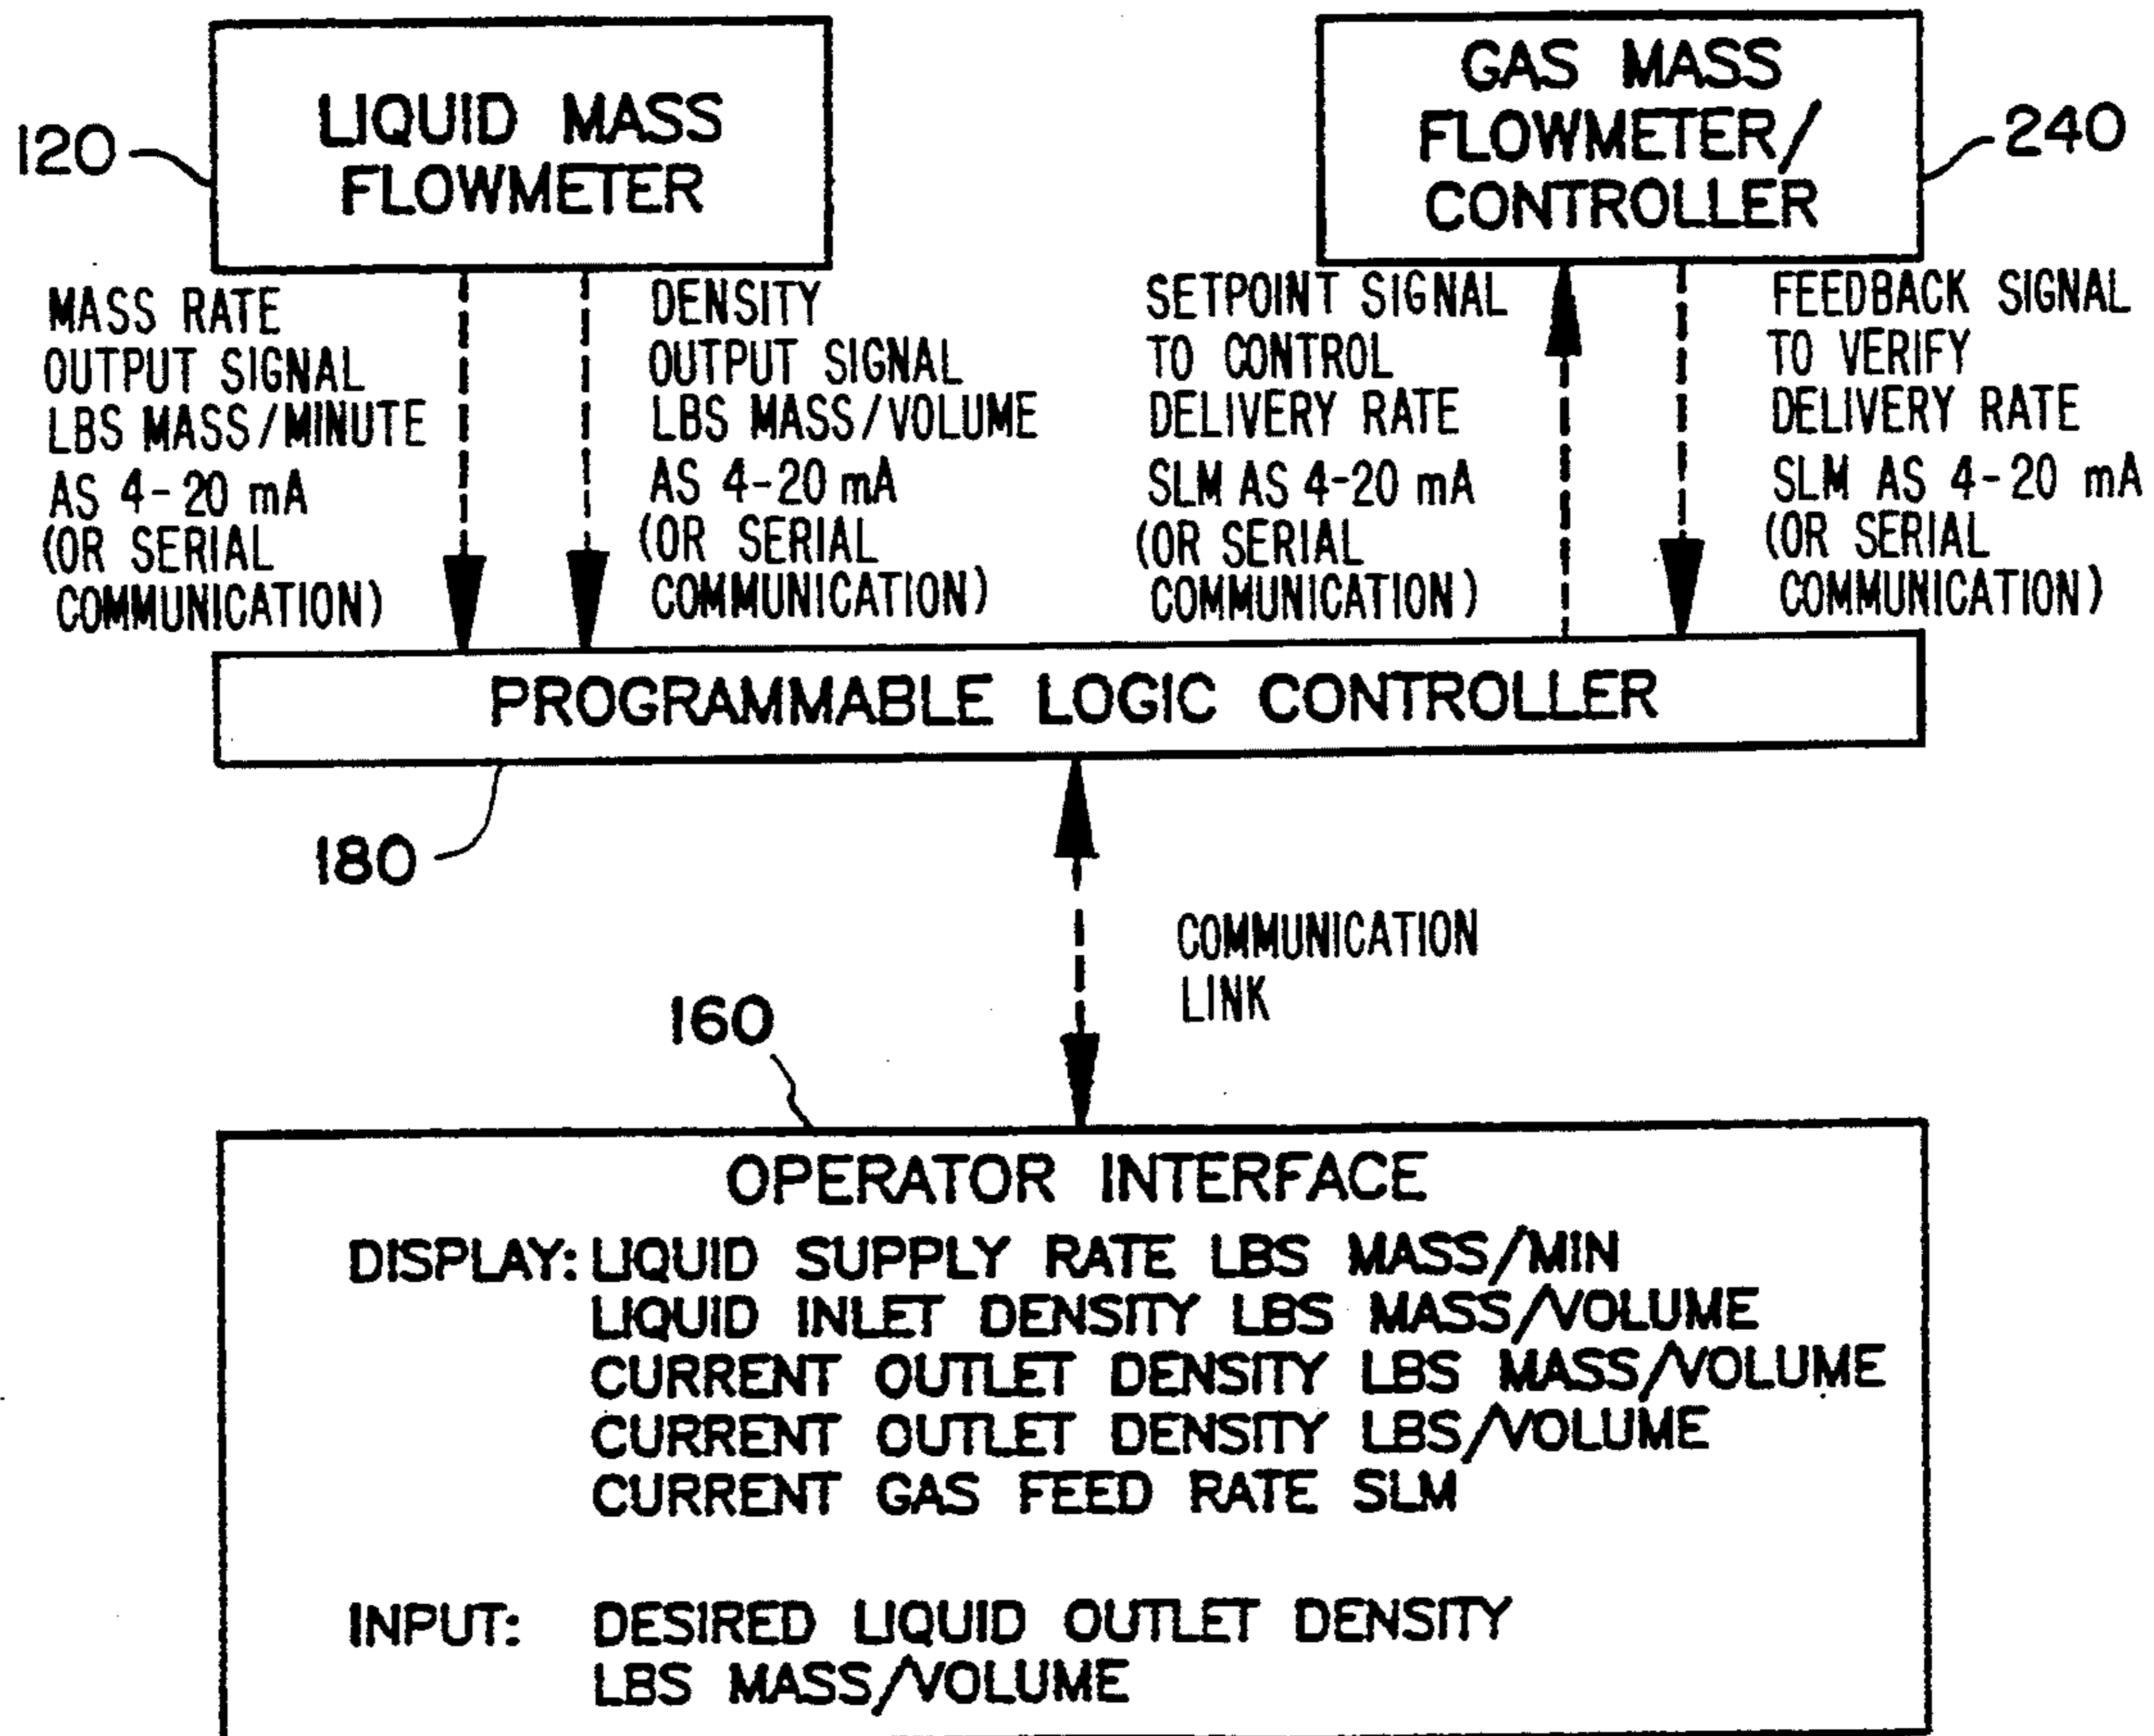 LIQUID MASS
FLOWMETER
120
GAS MASS
FLOWMETER/
CONTROLLER
240
MASS RATE
OUTPUT SIGNAL
LBS MASS/MINUTE
AS 4-20 mA
(OR SERIAL
COMMUNICATION)
DENSITY
OUTPUT SIGNAL
LBS MASS/VOLUME
AS 4-20 mA
(OR SERIAL
COMMUNICATION)
SETPOINT SIGNAL
TO CONTROL
DELIVERY RATE
SLM AS 4-20 mA
(OR SERIAL
COMMUNICATION)
FEEDBACK SIGNAL
TO VERIFY
DELIVERY RATE
SLM AS 4-20 mA
(OR SERIAL
COMMUNICATION)
PROGRAMMABLE LOGIC CONTROLLER
180
COMMUNICATION
LINK
160
OPERATOR INTERFACE
DISPLAY: LIQUID SUPPLY RATE LBS MASS/MIN
LIQUID INLET DENSITY LBS MASS/VOLUME
CURRENT OUTLET DENSITY LBS MASS/VOLUME
CURRENT OUTLET DENSITY LBS/VOLUME
CURRENT GAS FEED RATE SLM
INPUT: DESIRED LIQUID OUTLET DENSITY
LBS MASS/VOLUME